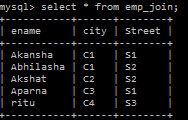 mysql> select * from emp_join;
+-----------+------+--------+
| ename | city | Street |
+-----------+------+--------+
| Akansha | C1 | S1 |
| Abhilasha | C1 | S2 |
| Akshat | C2 | S2 |
| Aparna | C3 | S1 |
| ritu | C4 | S3 |
+-----------+------+--------+